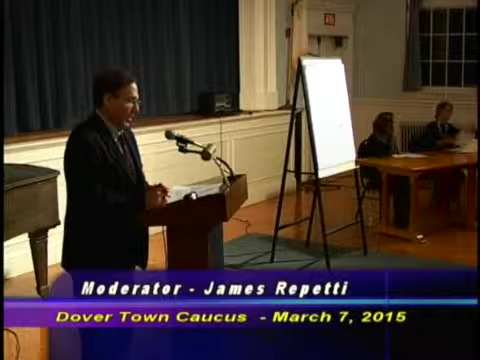 Moderator - James Repetti
Dover Town Caucus - March 7, 2015